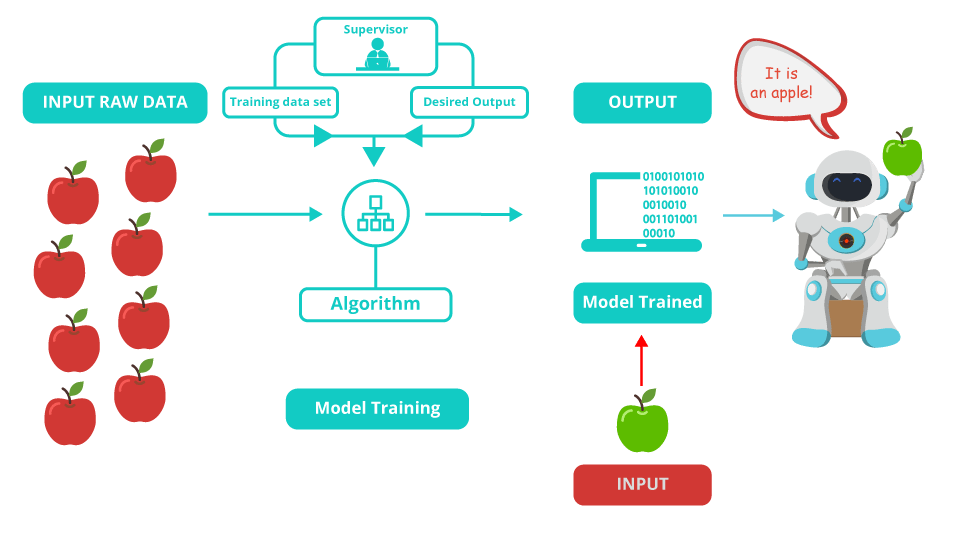 Supervisor
INPUT RAW DATA
Training data set
Desired Output
OUTPUT
It is
an apple!
0100101010
101010010
0010010
001101001
00010
Algorithm
Model Trained
Model Training
INPUT